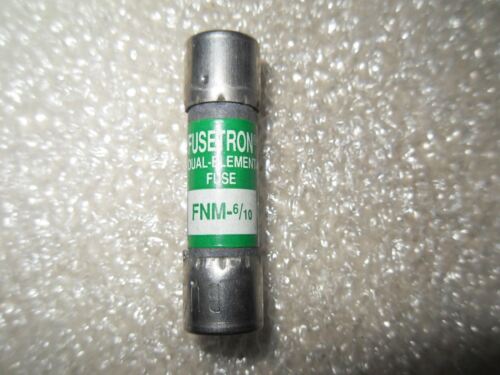 FUSETRON
DUAL-ELEMENT
FUSE
FNM-6/10